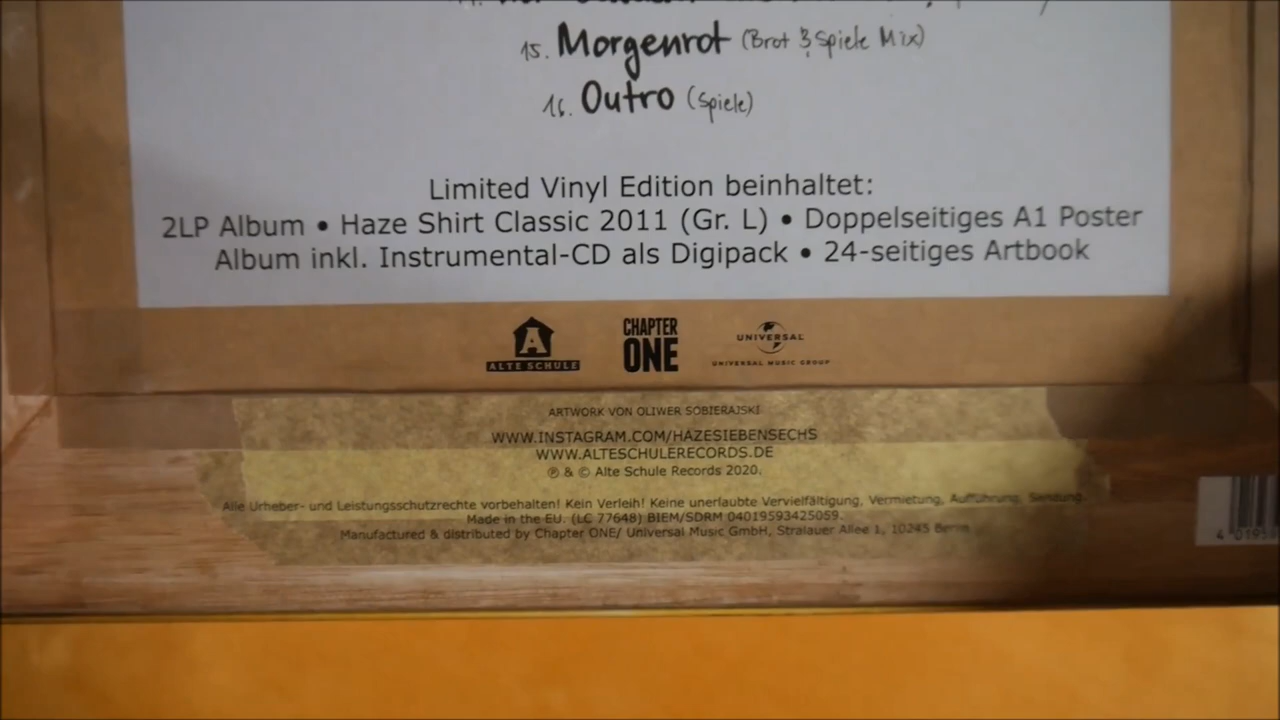 15. Morgenrot (Brot & Spiele Mix)
16. Outro (Spiele)
Limited Vinyl Edition beinhaltet:
2LP Album • Haze Shirt Classic 2011 (Gr. L) • Doppelseitiges A1 Poster
Album inkl. Instrumental-CD als Digipack • 24-seitiges Artbook
A
ALTE SCHULE
CHAPTER
ONE
UNIVERSAL
UNIVERSAL MUSIC GROUP
ARTWORK VON OLIWER SOBIERAJSKI
WWW.INSTAGRAM.COM/HAZESIEBENSECHS
WWW.ALTESCHULERECORDS.DE
℗ & © Alte Schule Records 2020.
Alle Urheber- und Leistungsschutzrechte vorbehalten! Kein Verleih! Keine unerlaubte Vervielfältigung, Vermietung, Aufführung, Sendung.
Made in the EU. (LC 77648) BIEM/SDRM 04019593425059.
Manufactured & distributed by Chapter ONE/ Universal Music GmbH, Stralauer Allee 1, 10245 Berlin